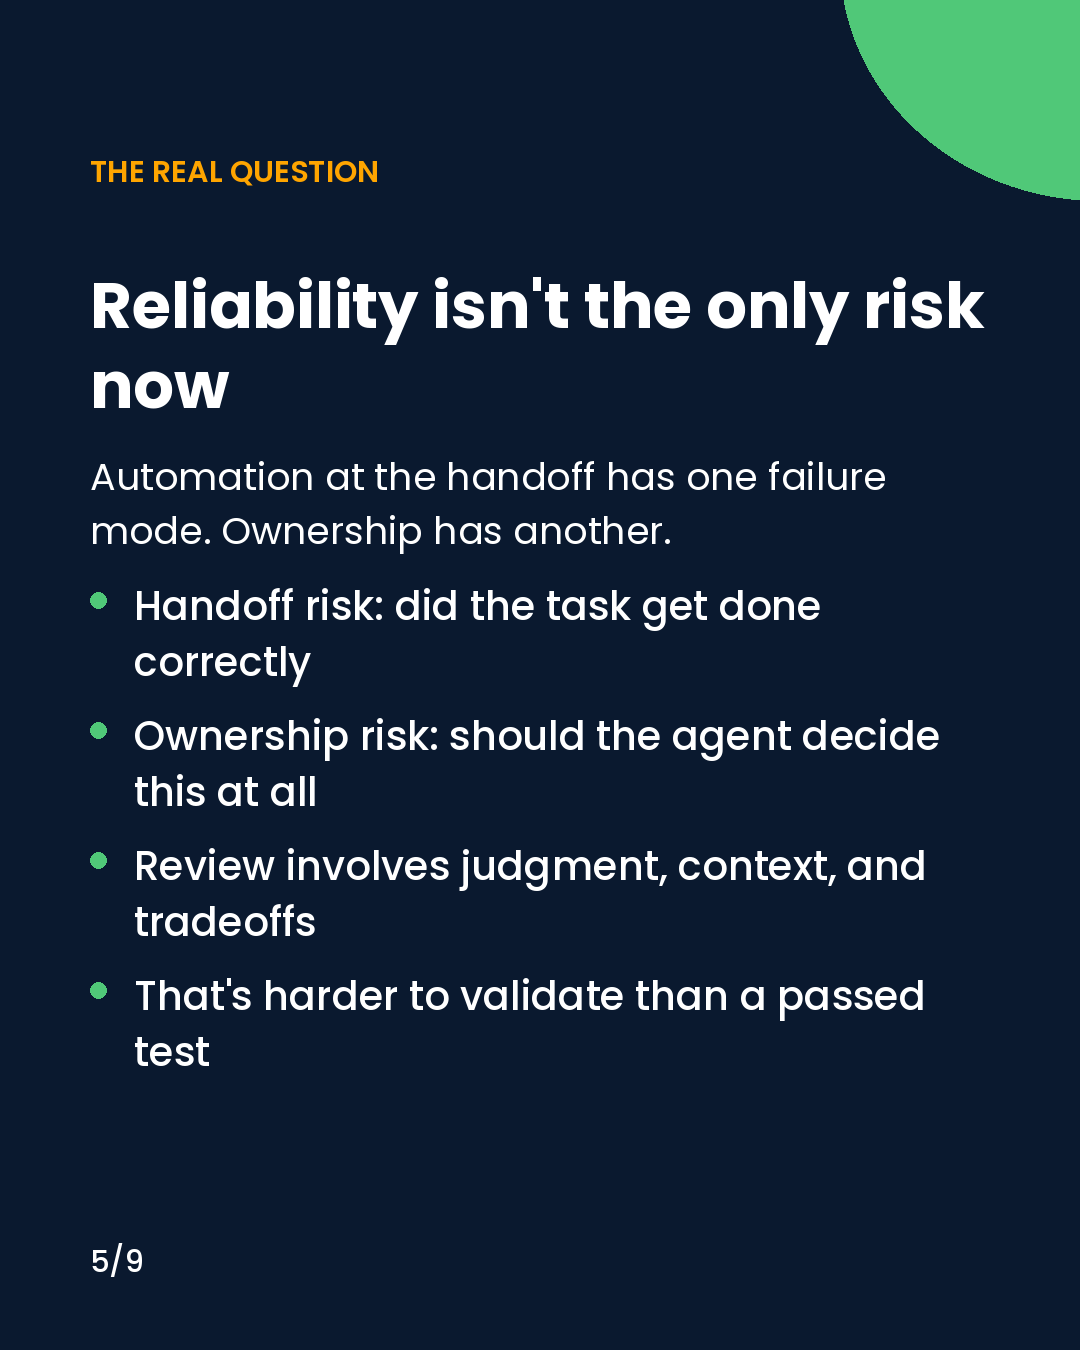 THE REAL QUESTION
Reliability isn't the only risk
now
Automation at the handoff has one failure
mode. Ownership has another.
Handoff risk: did the task get done
correctly
Ownership risk: should the agent decide
this at all
Review involves judgment, context, and
tradeoffs
That's harder to validate than a passed
test
5/9